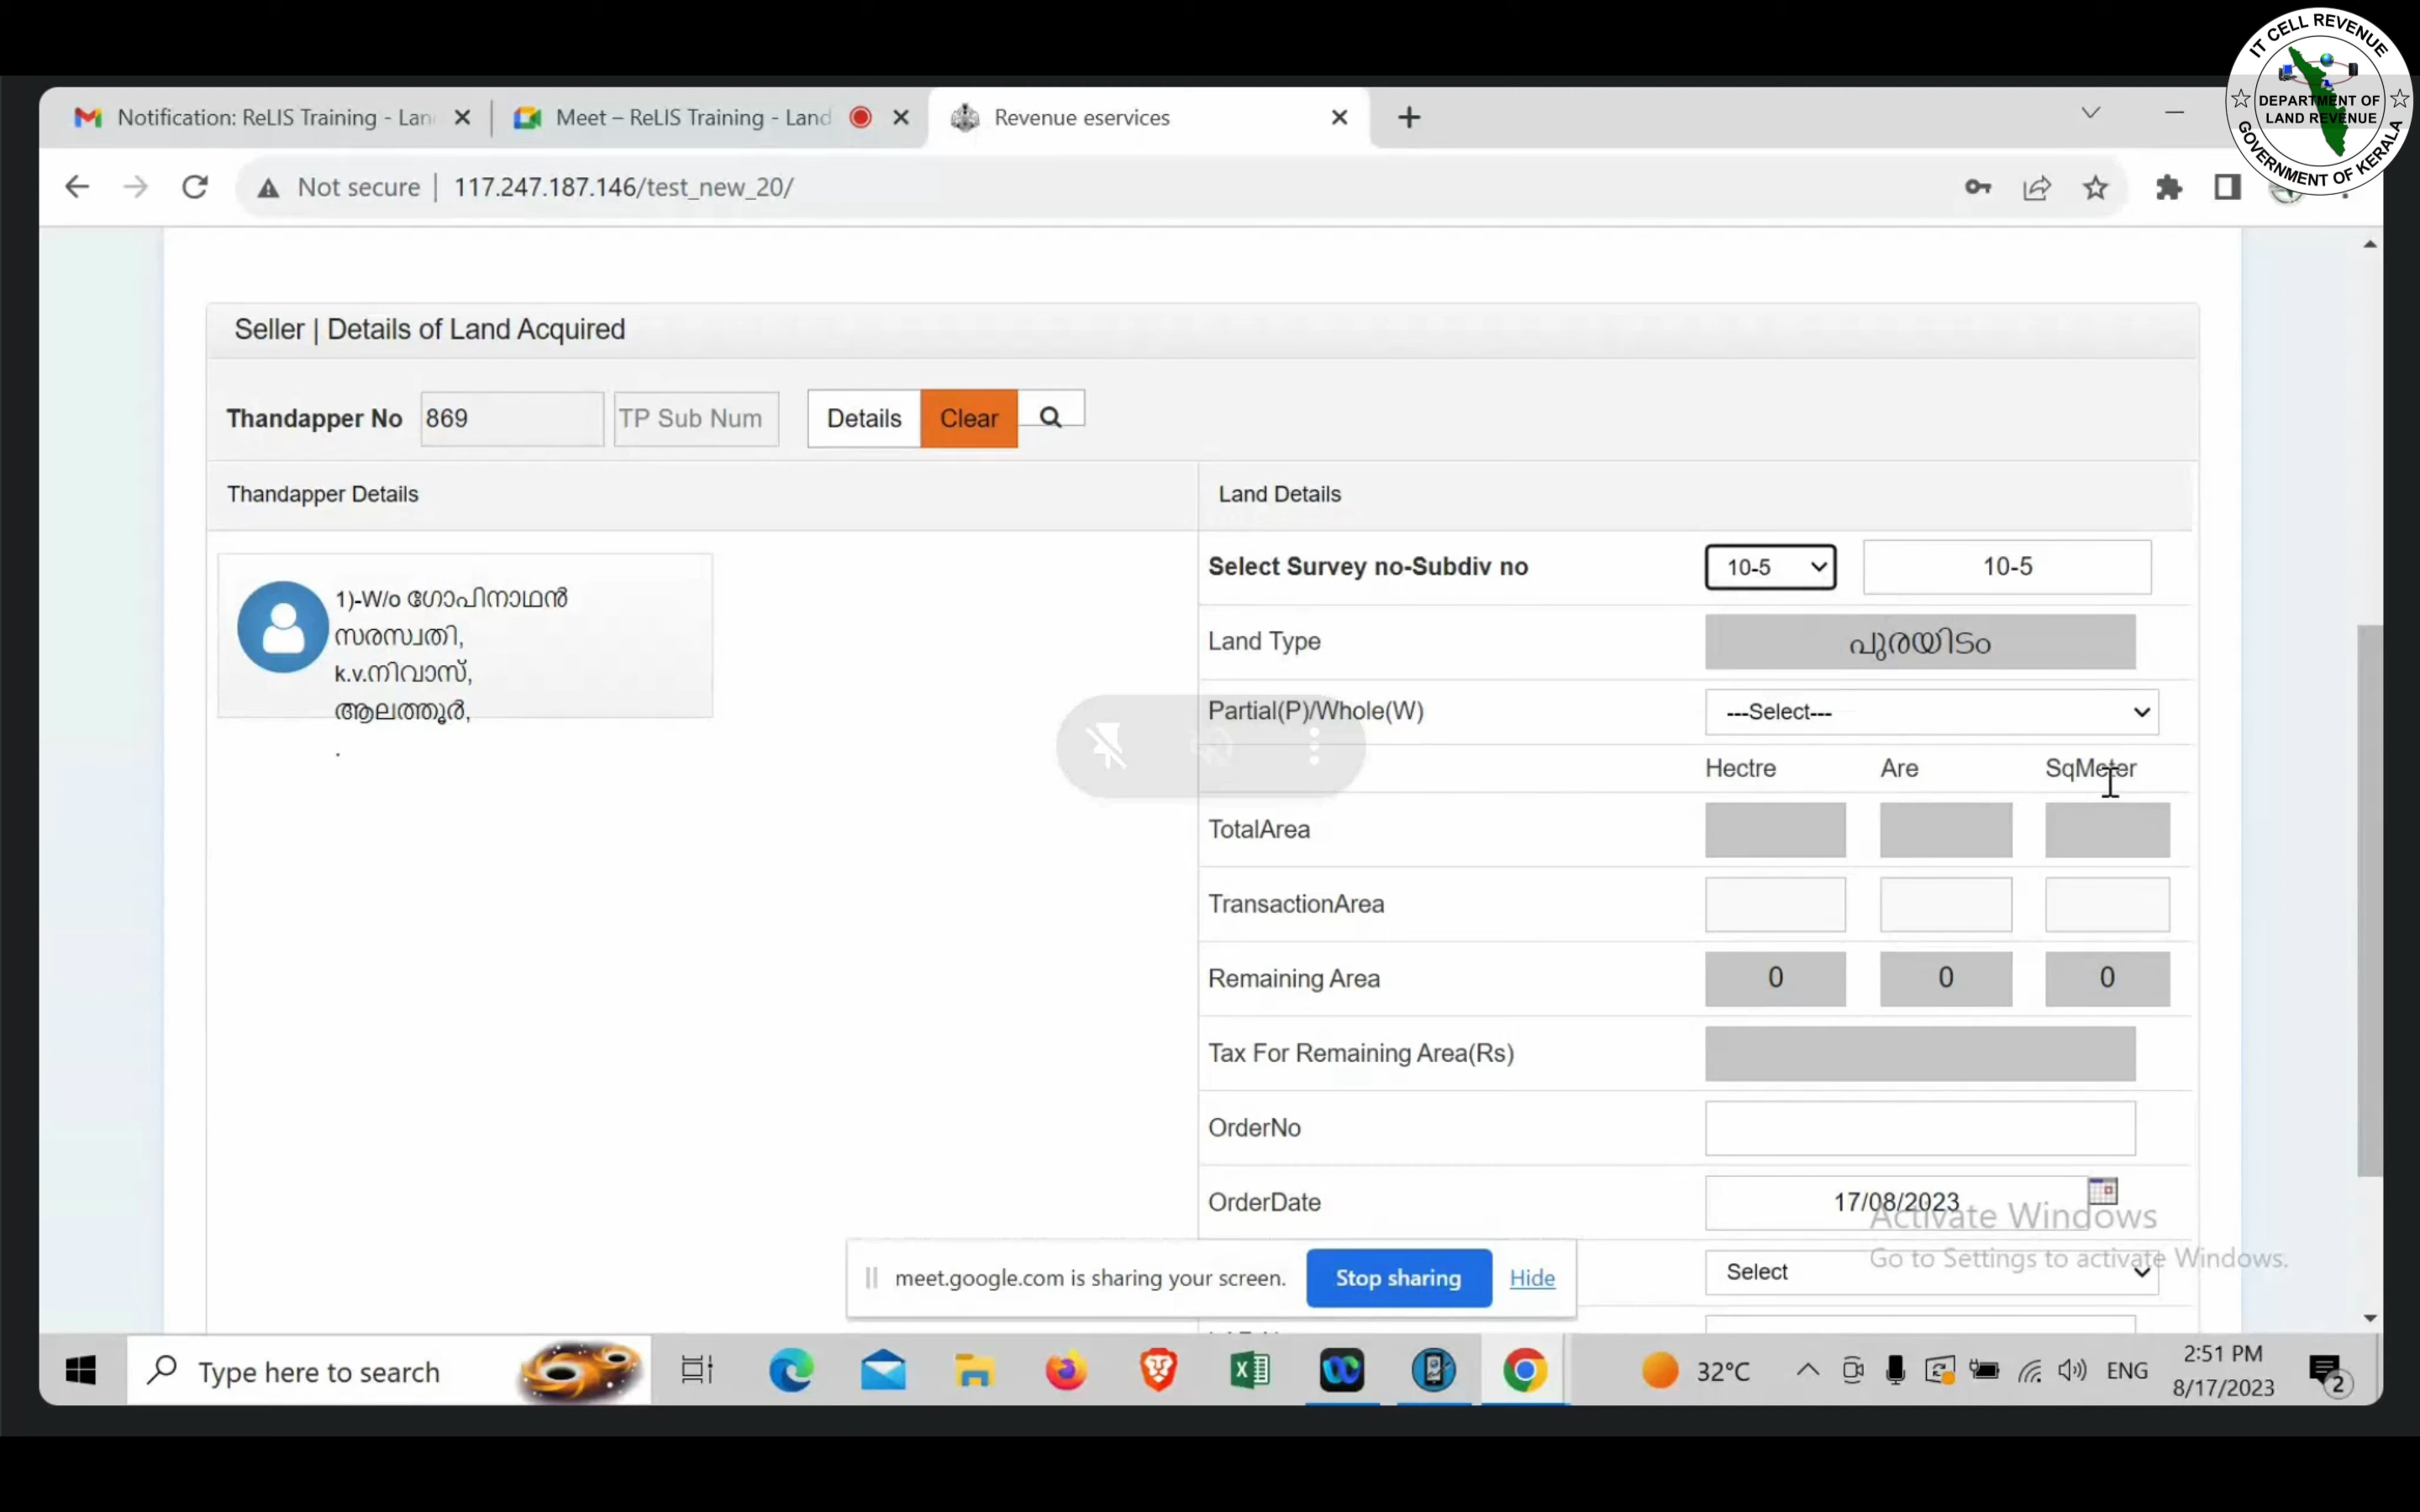 IT CELL REVENUE
DEPARTMENT OF
LAND REVENUE
GOVERNMENT OF KERALA
Notification: ReLIS Training - Lan
Meet – ReLIS Training - Land
Revenue eservices
Not secure | 117.247.187.146/test_new_20/
Seller | Details of Land Acquired
Thandapper No 869 TP Sub Num Details Clear
Thandapper Details
Land Details
1)-W/o ഗോപിനാഥൻ
സരസ്വതി,
k.v.നിവാസ്,
ആലത്തൂർ,
.
Select Survey no-Subdiv no 10-5 10-5
Land Type പുരയിടം
Partial(P)/Whole(W) ---Select---
Hectre Are SqMeter
TotalArea
TransactionArea
Remaining Area 0 0 0
Tax For Remaining Area(Rs)
OrderNo
OrderDate 17/08/2023
Select
Activate Windows
Go to Settings to activate Windows.
meet.google.com is sharing your screen. Stop sharing Hide
Type here to search
32°C
ENG
2:51 PM
8/17/2023
2